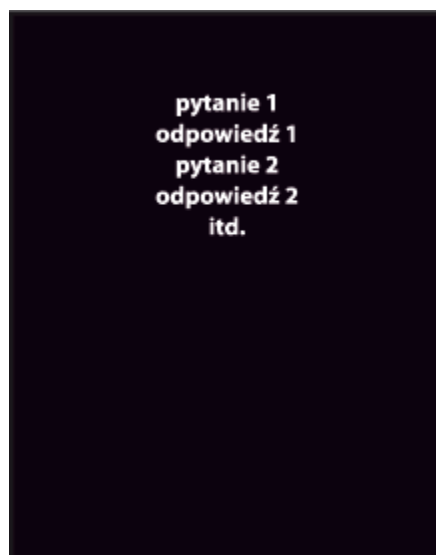 pytanie 1
odpowiedź 1
pytanie 2
odpowiedź 2
itd.